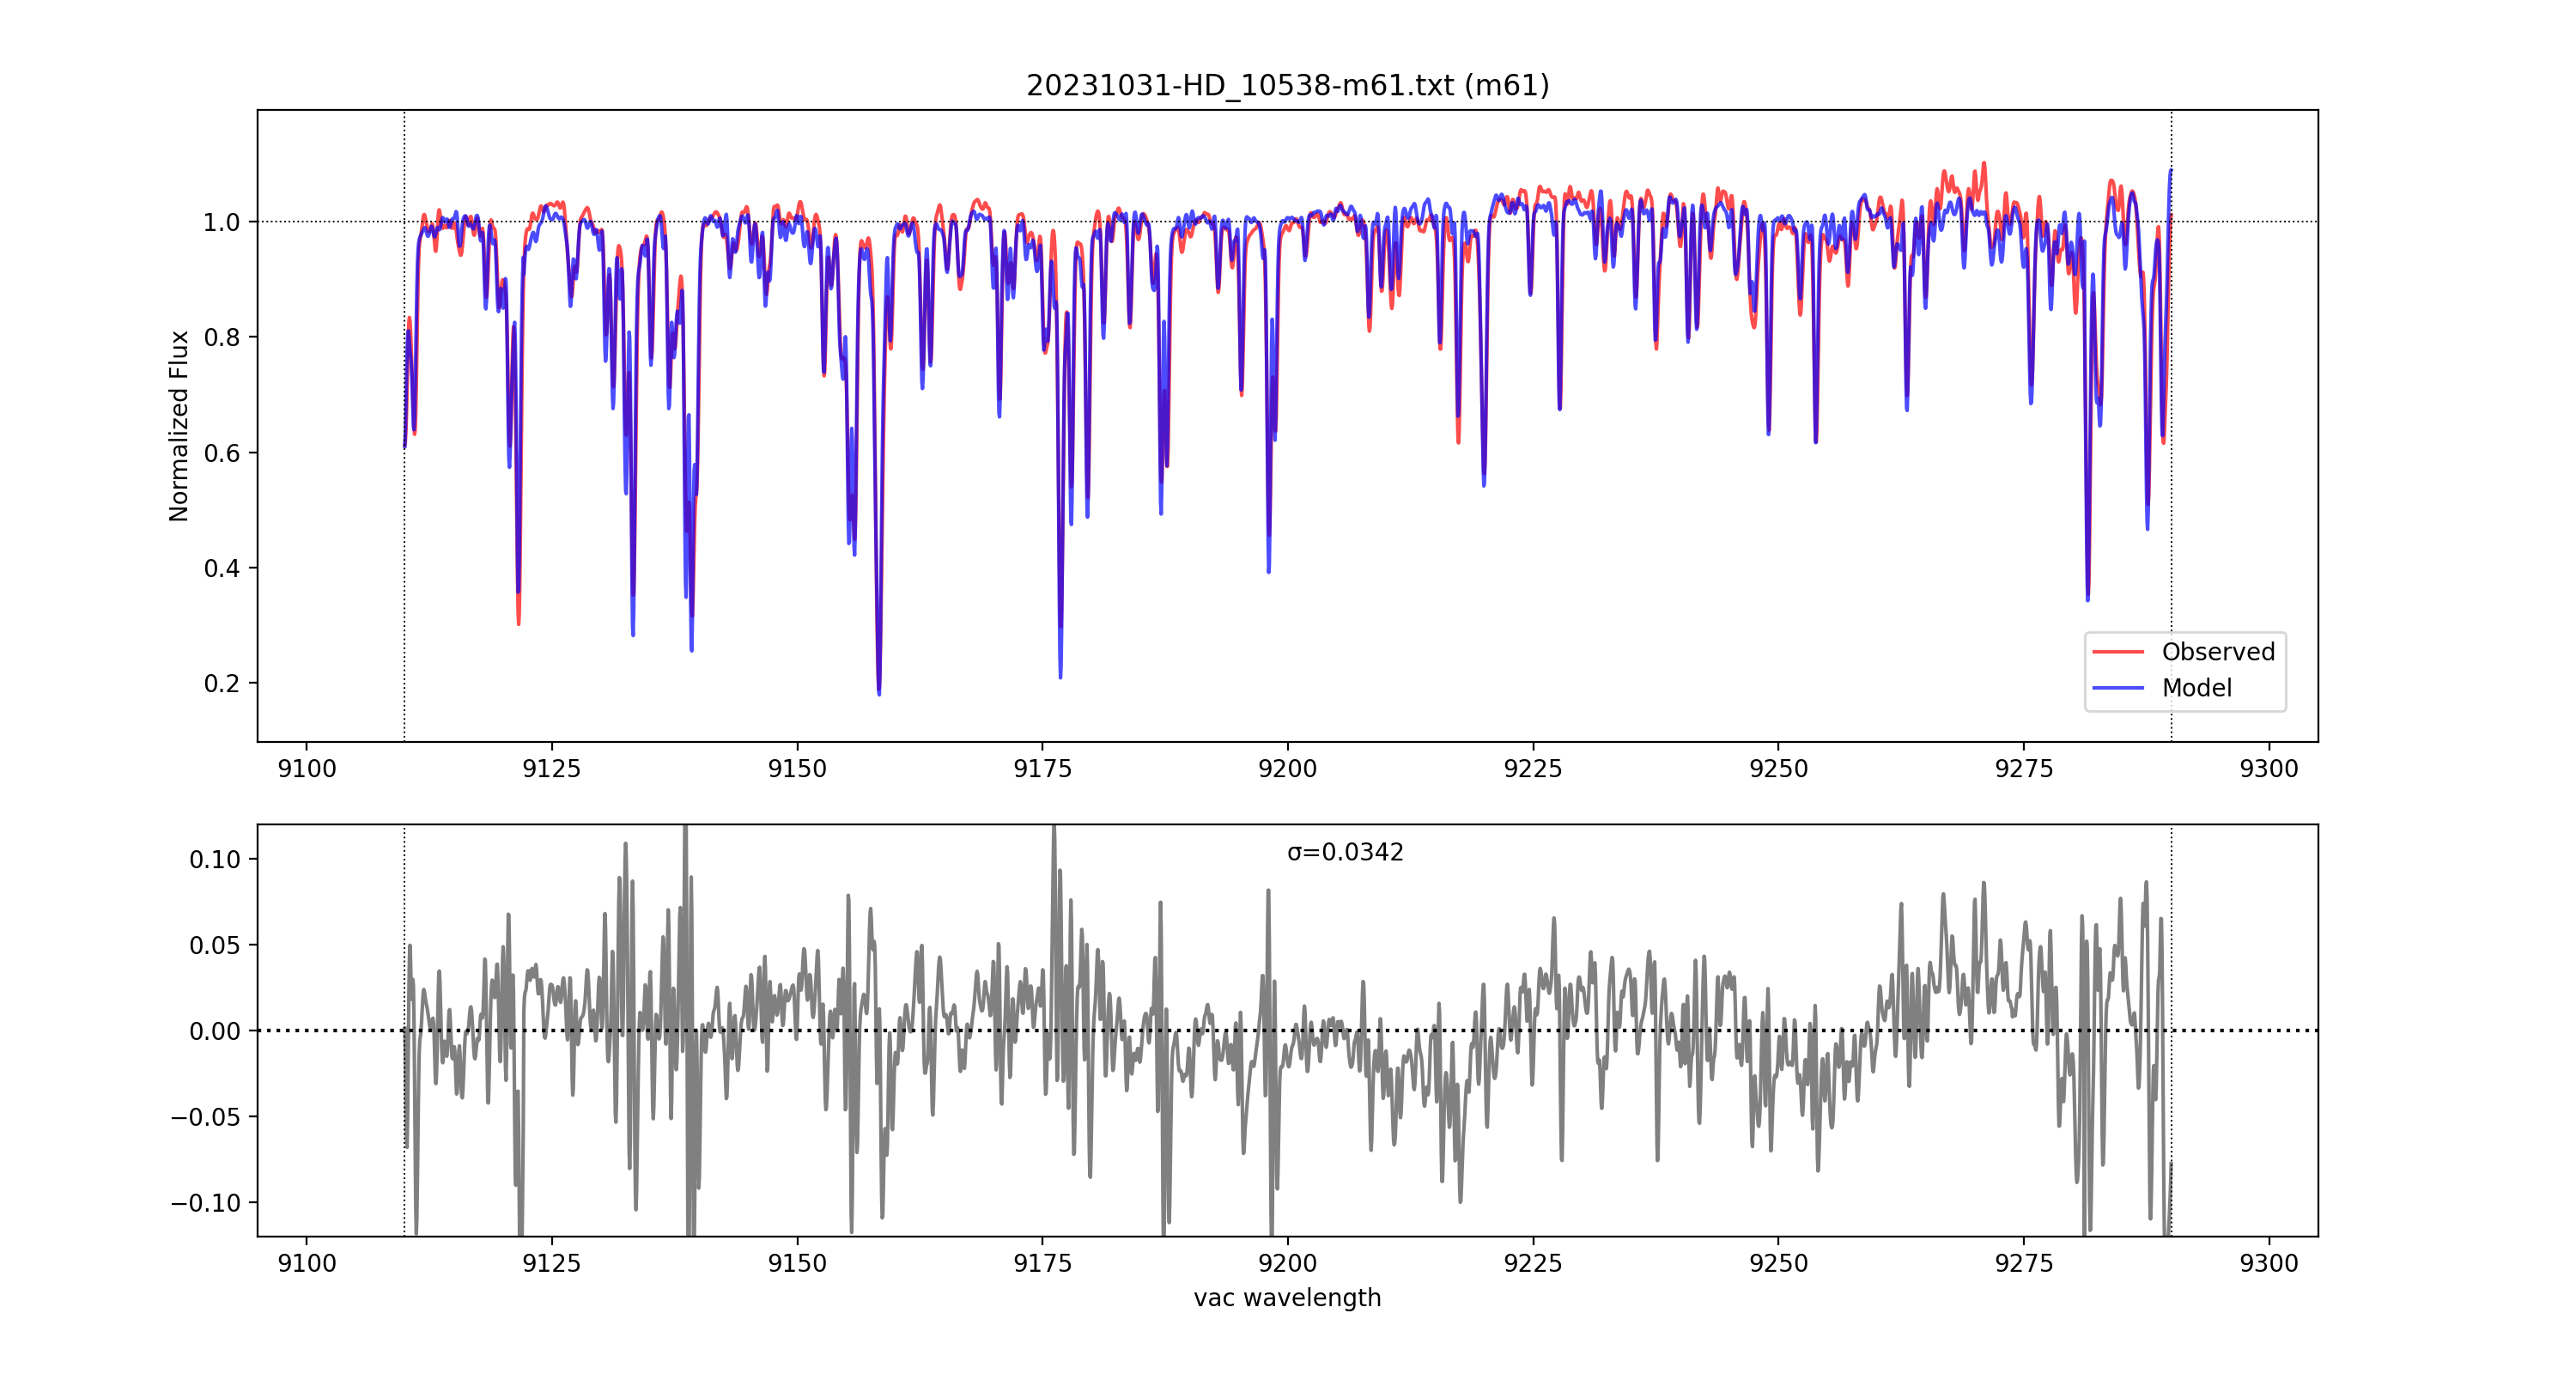 20231031-HD_10538-m61.txt (m61)
Normalized Flux
1.0
0.8
0.6
0.4
0.2
Observed
Model
9100 9125 9150 9175 9200 9225 9250 9275 9300
σ=0.0342
0.10
0.05
0.00
−0.05
−0.10
9100 9125 9150 9175 9200 9225 9250 9275 9300
vac wavelength